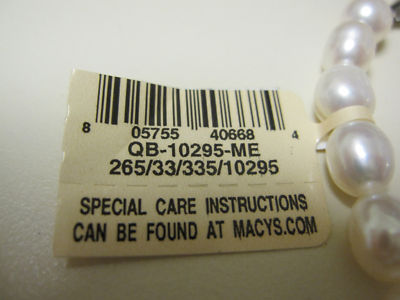 8 05755 40668 4
QB-10295-ME
265/33/335/10295
SPECIAL CARE INSTRUCTIONS
CAN BE FOUND AT MACYS.COM